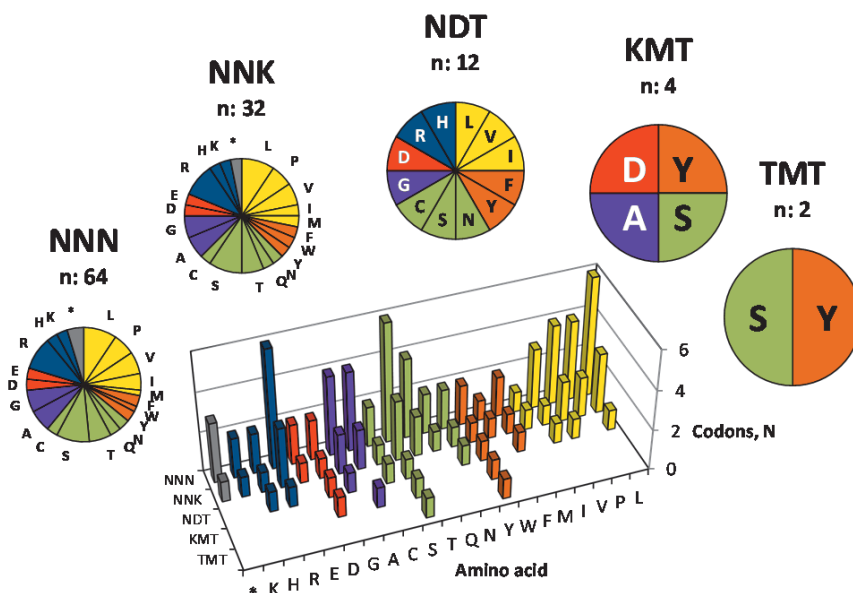 NDT
n: 12
KMT
n: 4
NNK
n: 32
TMT
n: 2
NNN
n: 64
* L P V I M F W Y N Q T S C A G D E R K H
* L P V I M F W Y N Q T S C A G D E R K H
H L V I F Y N S C G D R
D Y A S
S Y
6
4
2
0
Codons, N
NNN
NNK
NDT
KMT
TMT
* K H R E D G A C S T Q N Y W F M I V P L
Amino acid